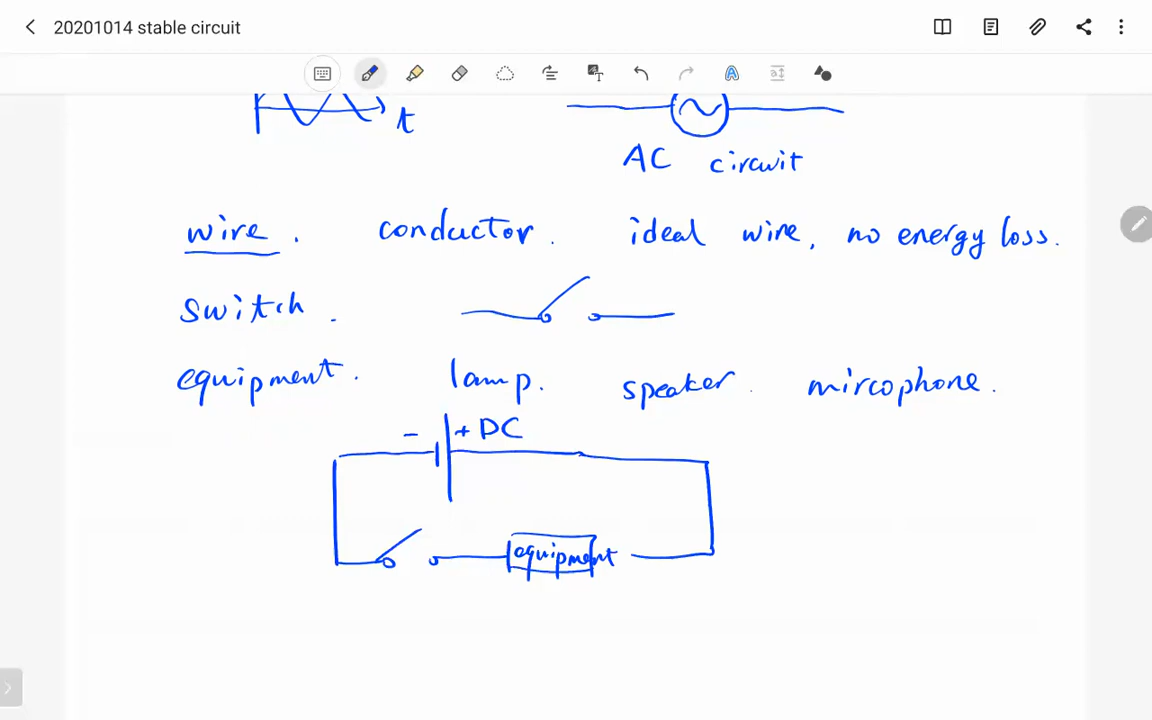 20201014 stable circuit
t
AC circuit
wire. conductor. ideal wire, no energy loss.
switch.
equipment. lamp. speaker. mircophone.
- + DC
equipment